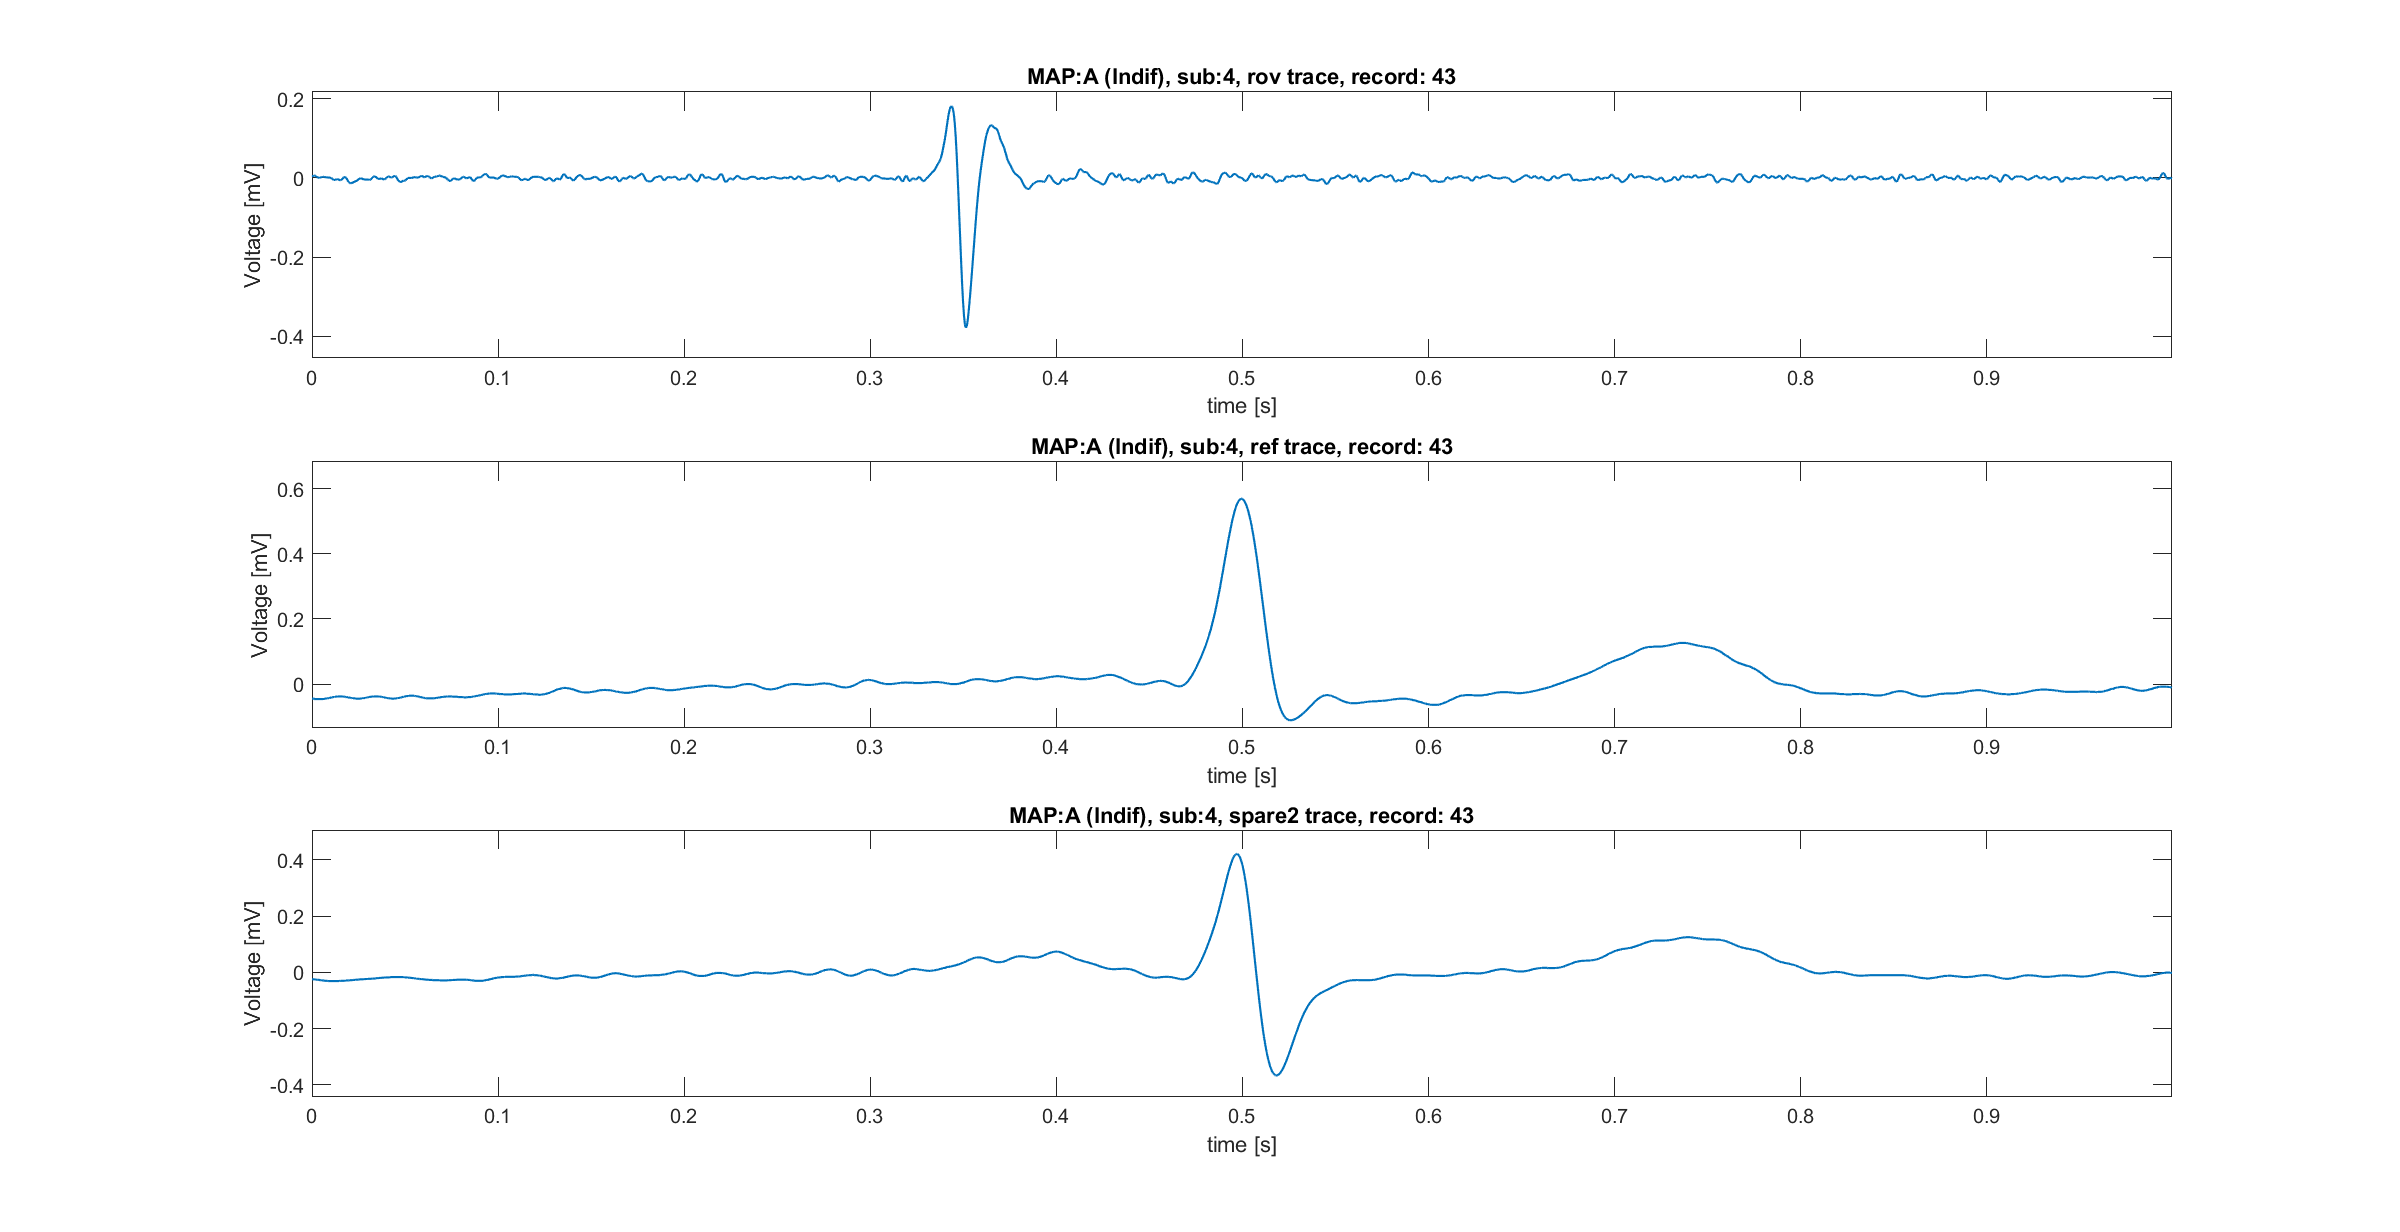 MAP:A (Indif), sub:4, rov trace, record: 43
0.2
0
-0.2
-0.4
Voltage [mV]
0 0.1 0.2 0.3 0.4 0.5 0.6 0.7 0.8 0.9
time [s]
MAP:A (Indif), sub:4, ref trace, record: 43
0.6
0.4
0.2
0
Voltage [mV]
0 0.1 0.2 0.3 0.4 0.5 0.6 0.7 0.8 0.9
time [s]
MAP:A (Indif), sub:4, spare2 trace, record: 43
0.4
0.2
0
-0.2
-0.4
Voltage [mV]
0 0.1 0.2 0.3 0.4 0.5 0.6 0.7 0.8 0.9
time [s]